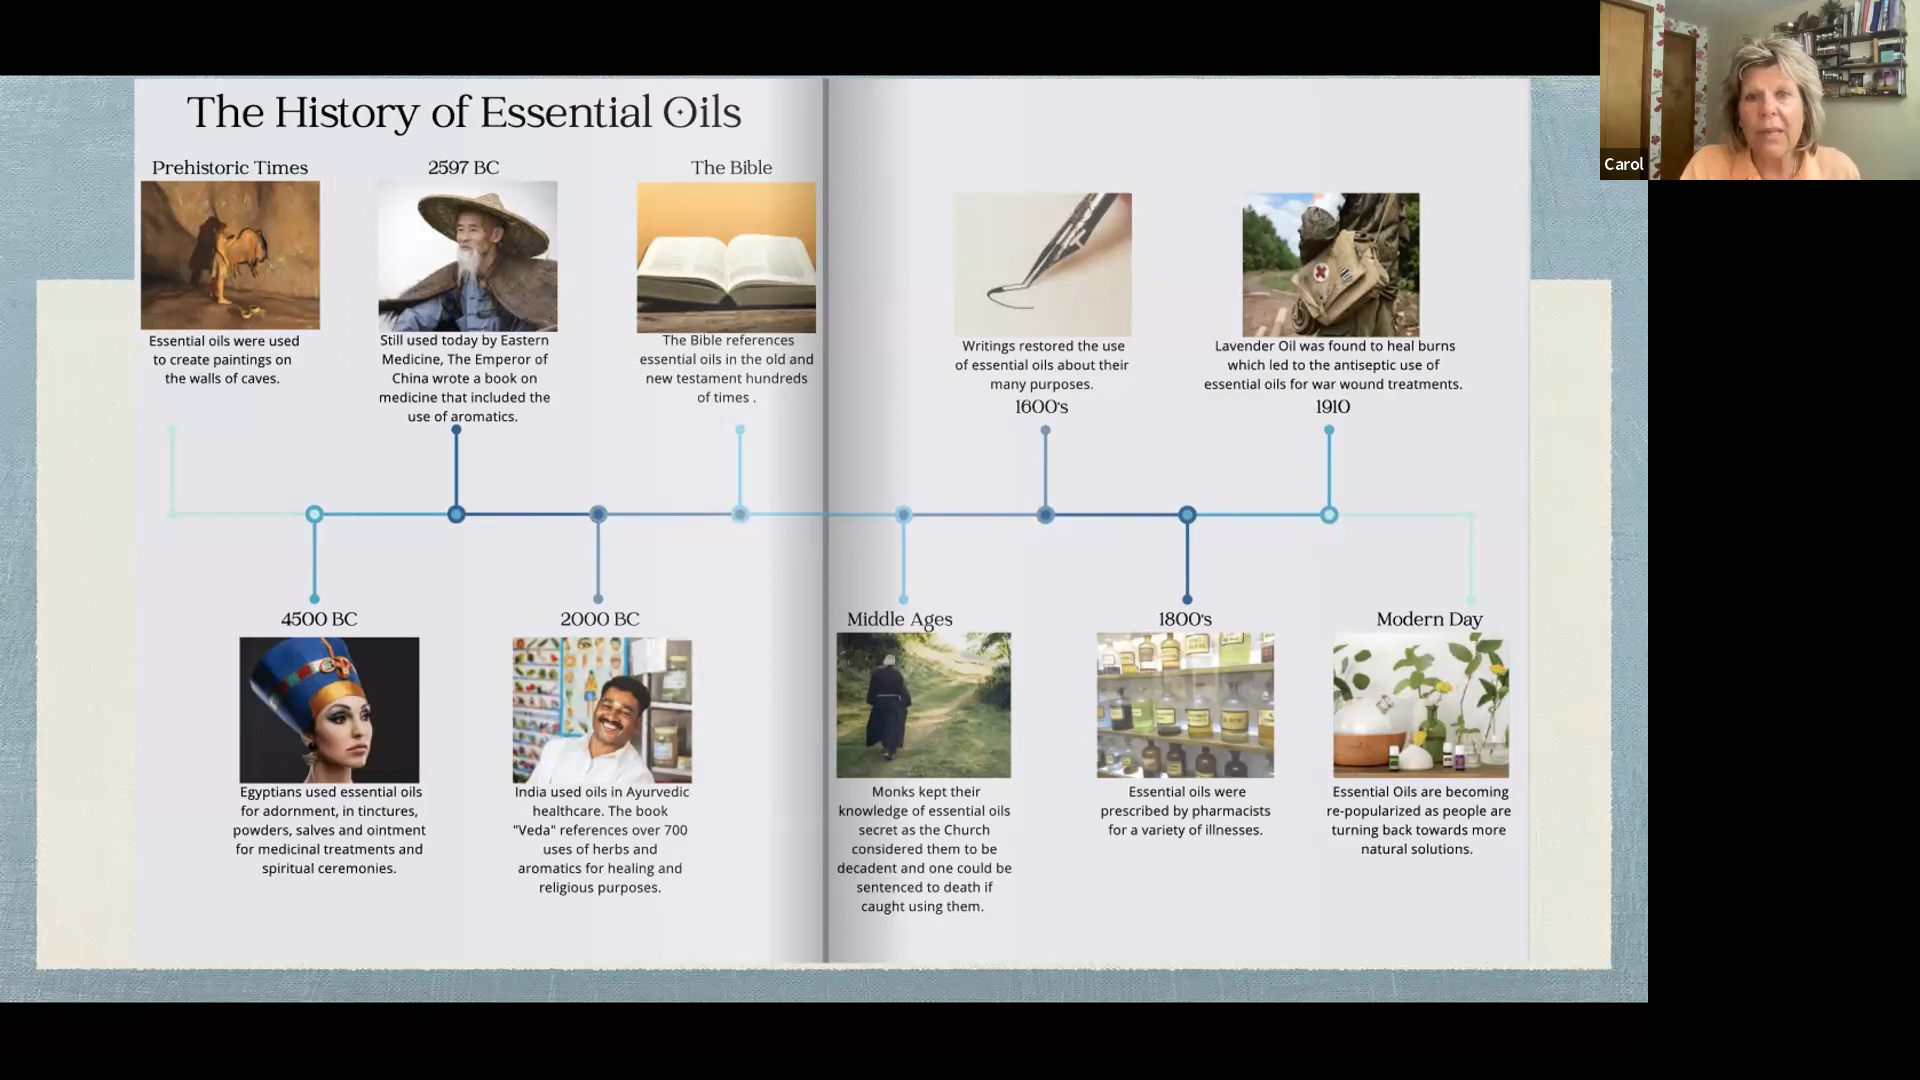 The History of Essential Oils
Prehistoric Times
Essential oils were used
to create paintings on
the walls of caves.
2597 BC
Still used today by Eastern
Medicine, The Emperor of
China wrote a book on
medicine that included the
use of aromatics.
The Bible
The Bible references
essential oils in the old and
new testament hundreds
of times .
Writings restored the use
of essential oils about their
many purposes.
1600's
Lavender Oil was found to heal burns
which led to the antiseptic use of
essential oils for war wound treatments.
1910
4500 BC
Egyptians used essential oils
for adornment, in tinctures,
powders, salves and ointment
for medicinal treatments and
spiritual ceremonies.
2000 BC
India used oils in Ayurvedic
healthcare. The book
"Veda" references over 700
uses of herbs and
aromatics for healing and
religious purposes.
Middle Ages
Monks kept their
knowledge of essential oils
secret as the Church
considered them to be
decadent and one could be
sentenced to death if
caught using them.
1800's
Essential oils were
prescribed by pharmacists
for a variety of illnesses.
Modern Day
Essential Oils are becoming
re-popularized as people are
turning back towards more
natural solutions.
Carol